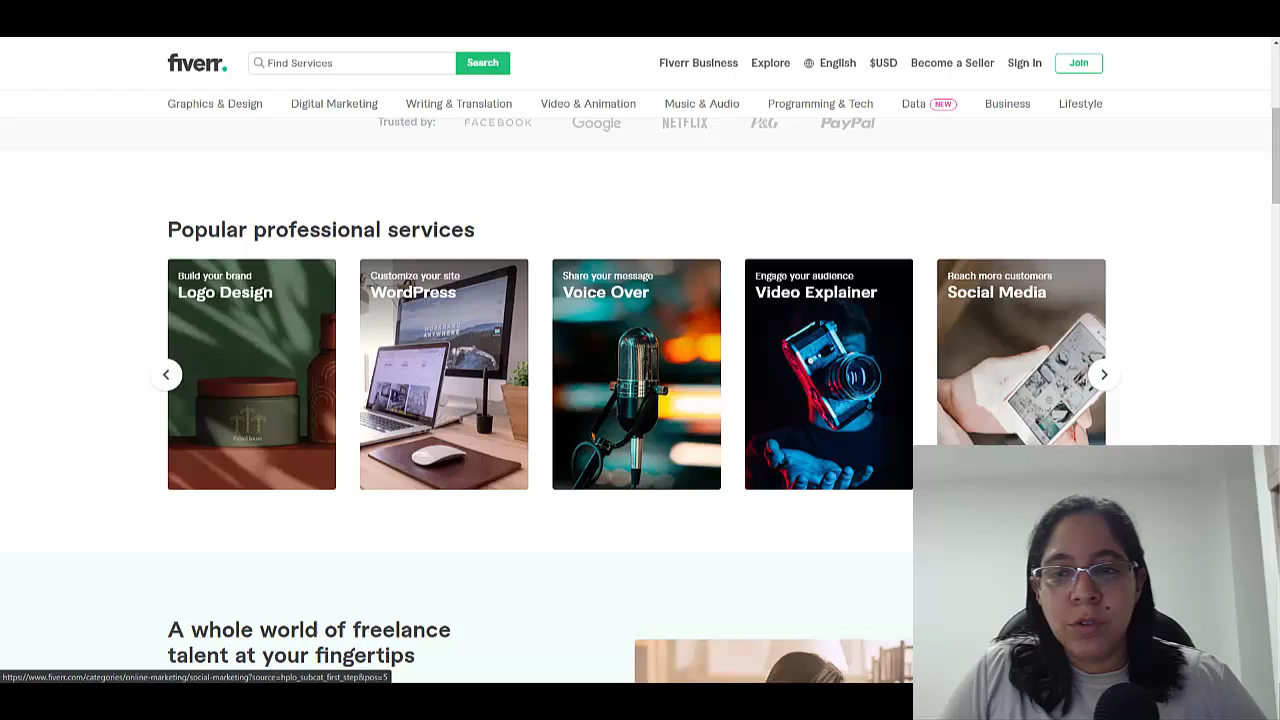 fiverr.
Find Services
Search
Fiverr Business
Explore
English
$USD
Become a Seller
Sign In
Join
Graphics & Design
Digital Marketing
Writing & Translation
Video & Animation
Music & Audio
Programming & Tech
Data NEW
Business
Lifestyle
Trusted by:
FACEBOOK
Google
NETFLIX
P&G
PayPal
Popular professional services
Build your brand
Logo Design
Customize your site
WordPress
Share your message
Voice Over
Engage your audience
Video Explainer
Reach more customers
Social Media
WORK AND
ANYWHERE
A whole world of freelance
talent at your fingertips
https://www.fiverr.com/categories/online-marketing/social-marketing?source=hplo_subcat_first_step&pos=5